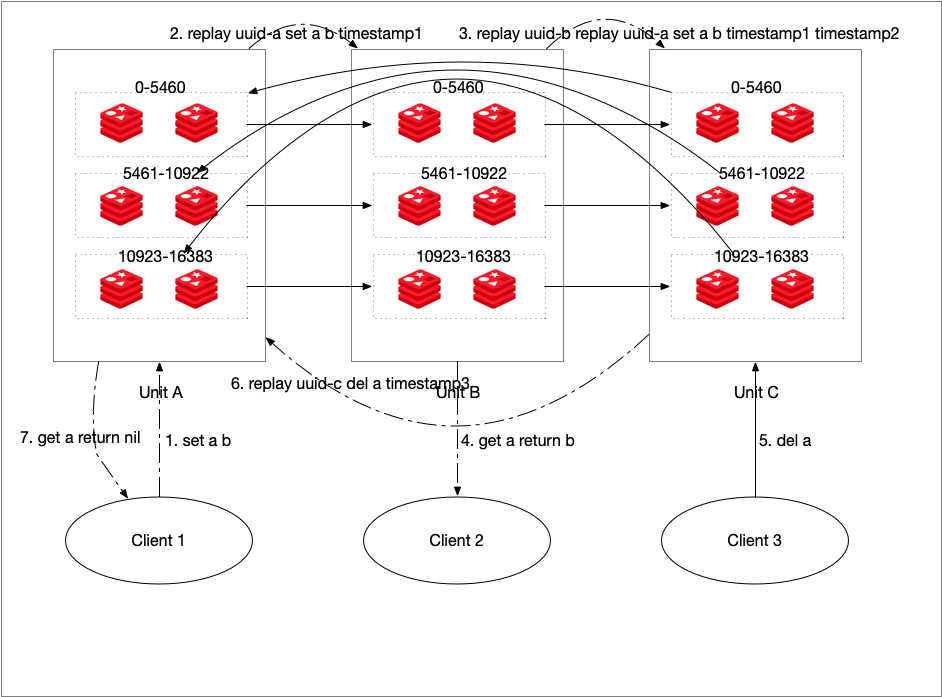 2. replay uuid-a set a b timestamp1
3. replay uuid-b replay uuid-a set a b timestamp1 timestamp2
0-5460
0-5460
0-5460
5461-10922
5461-10922
5461-10922
10923-16383
10923-16383
10923-16383
6. replay uuid-c del a timestamp3
Unit A
Unit B
Unit C
7. get a return nil
1. set a b
4. get a return b
5. del a
Client 1
Client 2
Client 3